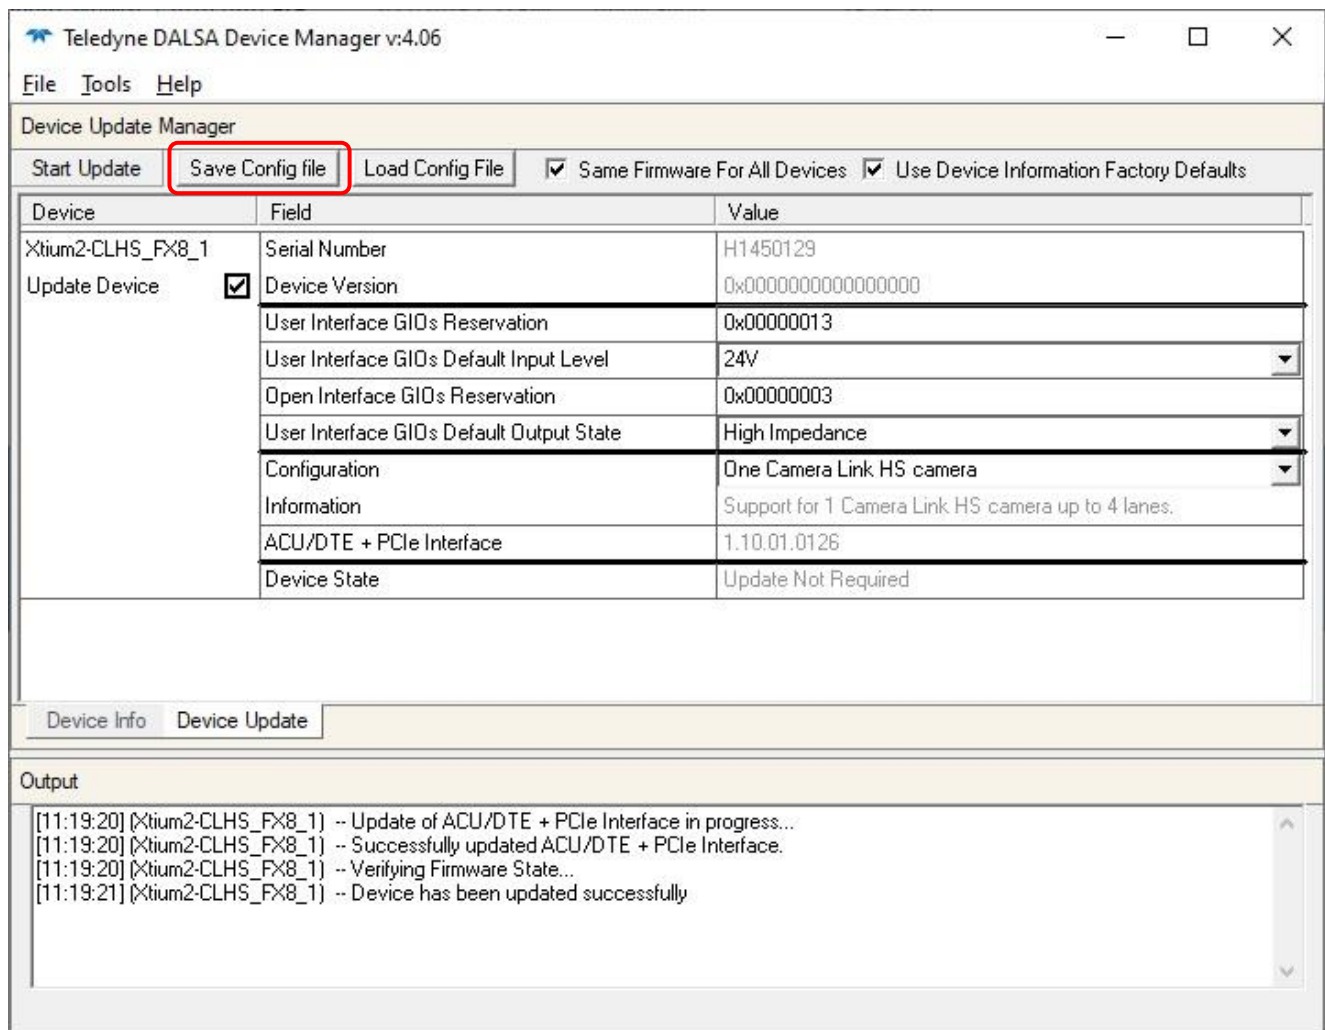 Teledyne DALSA Device Manager v:4.06
File Tools Help
Device Update Manager
Start Update Save Config file Load Config File Same Firmware For All Devices Use Device Information Factory Defaults
Device Field Value
Xtium2-CLHS_FX8_1 Serial Number H1450129
Update Device Device Version 0x0000000000000000
User Interface GIOs Reservation 0x00000013
User Interface GIOs Default Input Level 24V
Open Interface GIOs Reservation 0x00000003
User Interface GIOs Default Output State High Impedance
Configuration One Camera Link HS camera
Information Support for 1 Camera Link HS camera up to 4 lanes.
ACU/DTE + PCIe Interface 1.10.01.0126
Device State Update Not Required
Device Info Device Update
Output
[11:19:20] (Xtium2-CLHS_FX8_1) -- Update of ACU/DTE + PCIe Interface in progress...
[11:19:20] (Xtium2-CLHS_FX8_1) -- Successfully updated ACU/DTE + PCIe Interface.
[11:19:20] (Xtium2-CLHS_FX8_1) -- Verifying Firmware State...
[11:19:21] (Xtium2-CLHS_FX8_1) -- Device has been updated successfully